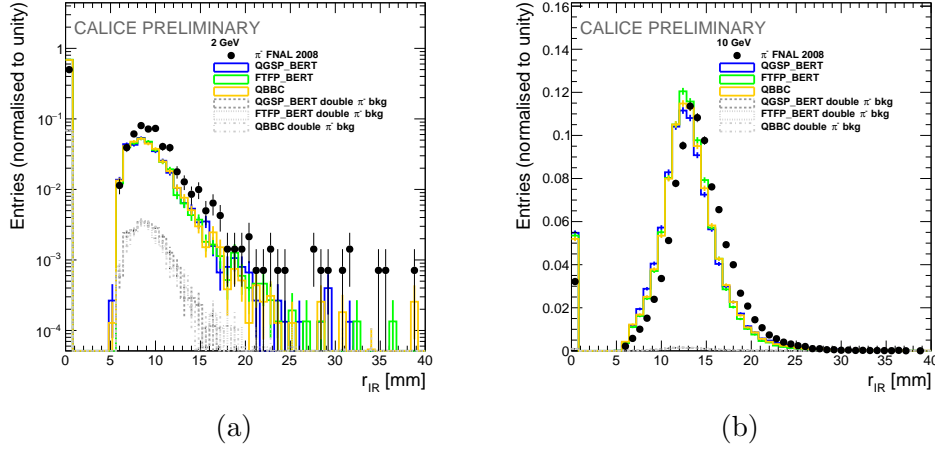 CALICE PRELIMINARY
2 GeV
π⁻ FNAL 2008
QGSP_BERT
FTFP_BERT
QBBC
QGSP_BERT double π⁻ bkg
FTFP_BERT double π⁻ bkg
QBBC double π⁻ bkg
Entries (normalised to unity)
1
10⁻¹
10⁻²
10⁻³
10⁻⁴
0 5 10 15 20 25 30 35 40
r_IR [mm]
(a)
CALICE PRELIMINARY
10 GeV
π⁻ FNAL 2008
QGSP_BERT
FTFP_BERT
QBBC
QGSP_BERT double π⁻ bkg
FTFP_BERT double π⁻ bkg
QBBC double π⁻ bkg
Entries (normalised to unity)
0.16
0.14
0.12
0.1
0.08
0.06
0.04
0.02
0
0 5 10 15 20 25 30 35 40
r_IR [mm]
(b)